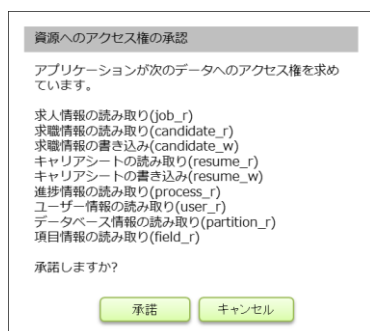 資源へのアクセス権の承認
アプリケーションが次のデータへのアクセス権を求め
ています。
求人情報の読み取り(job_r)
求職情報の読み取り(candidate_r)
求職情報の書き込み(candidate_w)
キャリアシートの読み取り(resume_r)
キャリアシートの書き込み(resume_w)
進捗情報の読み取り(process_r)
ユーザー情報の読み取り(user_r)
データベース情報の読み取り(partition_r)
項目情報の読み取り(field_r)
承諾しますか?
承諾
キャンセル